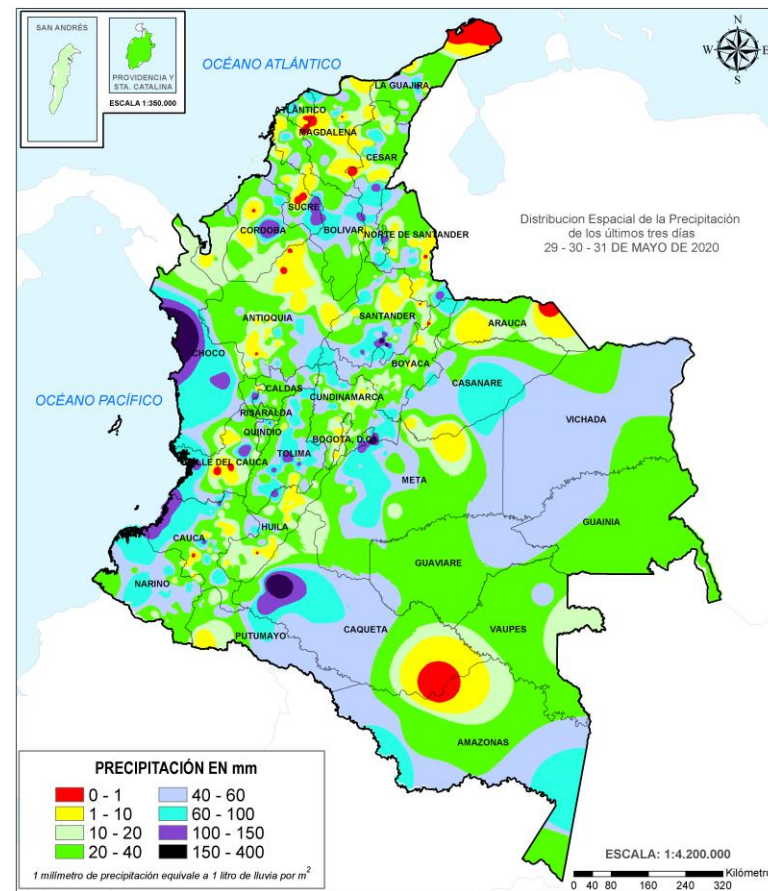 SAN ANDRÉS
PROVIDENCIA Y
STA. CATALINA
ESCALA 1:350.000
OCÉANO ATLÁNTICO
N
W
E
S
LA GUAJIRA
ATLÁNTICO
MAGDALENA
CESAR
SUCRE
CORDOBA
BOLIVAR
NORTE DE SANTANDER
Distribucion Espacial de la Precipitación
de los últimos tres días
29 - 30 - 31 DE MAYO DE 2020
ANTIOQUIA
SANTANDER
ARAUCA
CHOCO
BOYACA
CASANARE
OCÉANO PACÍFICO
CALDAS
CUNDINAMARCA
RISARALDA
VICHADA
QUINDIO
BOGOTA, D.C.
TOLIMA
VALLE DEL CAUCA
META
GUAINIA
HUILA
CAUCA
GUAVIARE
NARINO
CAQUETA
VAUPES
PUTUMAYO
AMAZONAS
PRECIPITACIÓN EN mm
0 - 1
40 - 60
1 - 10
60 - 100
10 - 20
100 - 150
20 - 40
150 - 400
1 milímetro de precipitación equivale a 1 litro de lluvia por m2
ESCALA: 1:4.200.000
Kilómetro
0 40 80 160 240 320